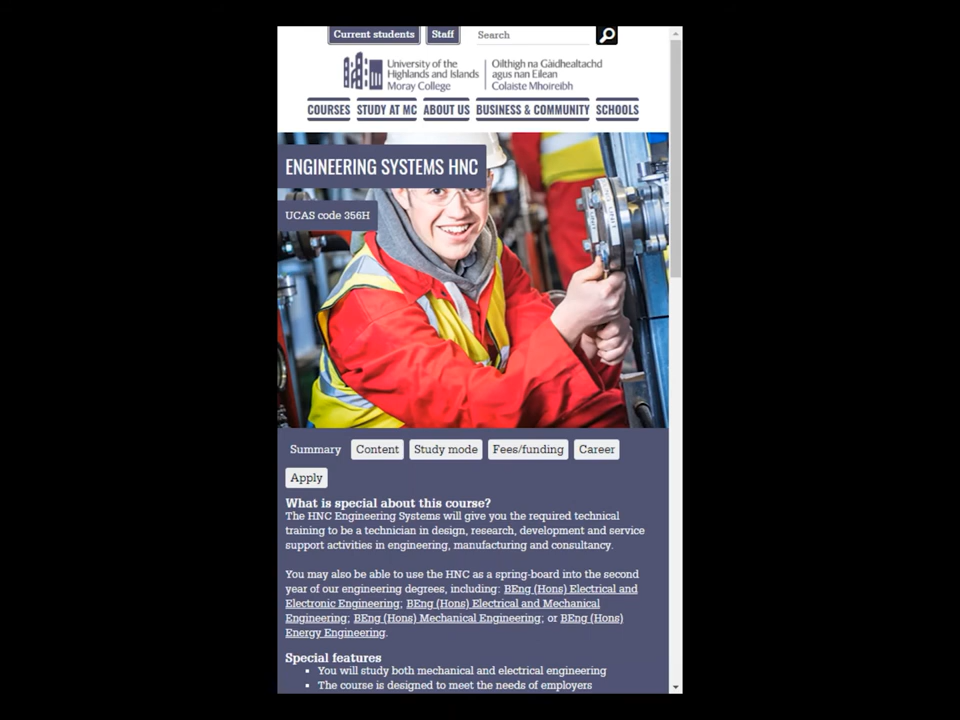 Current students Staff Search
University of the Highlands and Islands Moray College
Oilthigh na Gàidhealtachd agus nan Eilean Colaiste Mhoireibh
COURSES STUDY AT MC ABOUT US BUSINESS & COMMUNITY SCHOOLS
ENGINEERING SYSTEMS HNC
UCAS code 356H
Summary Content Study mode Fees/funding Career
Apply
What is special about this course?
The HNC Engineering Systems will give you the required technical
training to be a technician in design, research, development and service
support activities in engineering, manufacturing and consultancy.
You may also be able to use the HNC as a spring-board into the second
year of our engineering degrees, including: BEng (Hons) Electrical and
Electronic Engineering; BEng (Hons) Electrical and Mechanical
Engineering; BEng (Hons) Mechanical Engineering; or BEng (Hons)
Energy Engineering.
Special features
▪ You will study both mechanical and electrical engineering
▪ The course is designed to meet the needs of employers